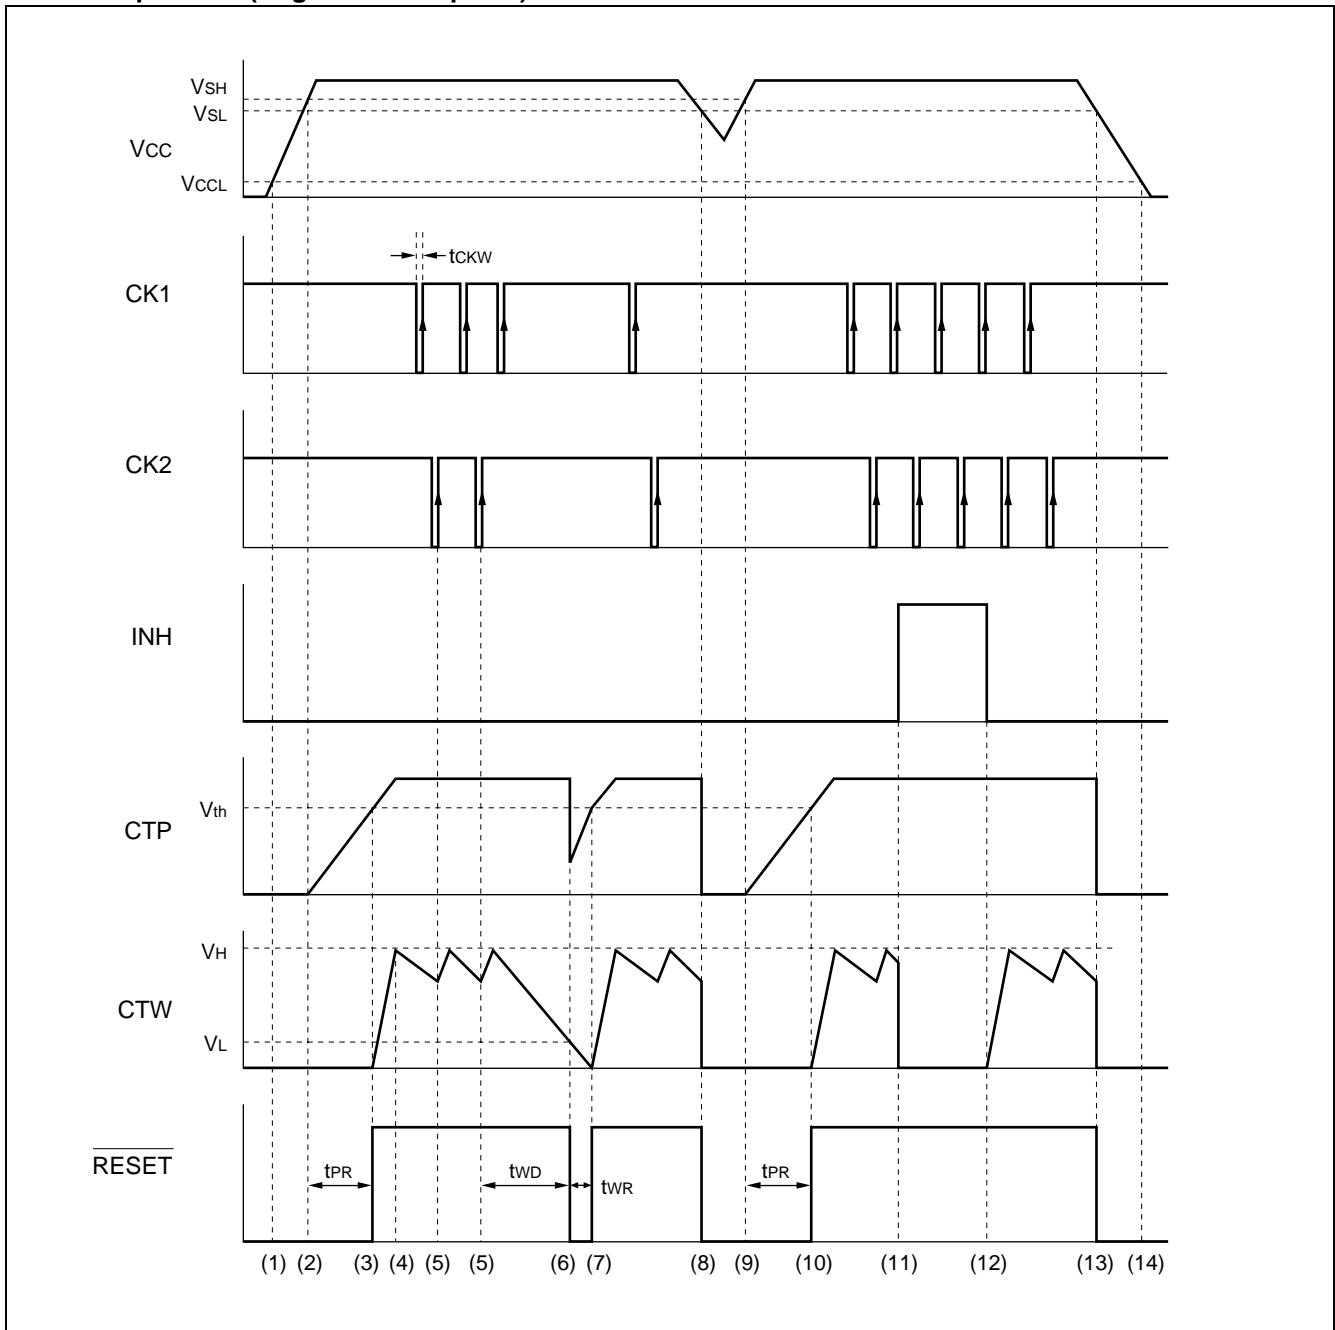 VSH
VSL
VCC
VCCL
tCKW
CK1
CK2
INH
Vth
CTP
VH
CTW
VL
RESET
tPR
tWD
tWR
tPR
(1) (2) (3) (4) (5) (5) (6) (7) (8) (9) (10) (11) (12) (13) (14)